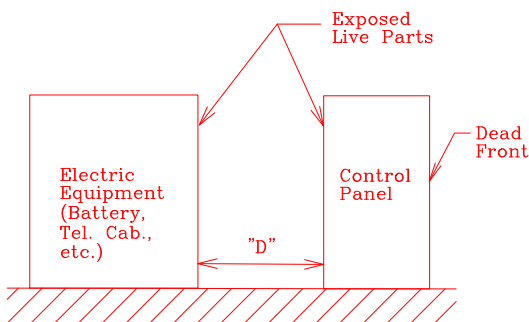 Exposed
Live Parts
Dead
Front
Electric
Equipment
(Battery,
Tel. Cab.,
etc.)
Control
Panel
"D"